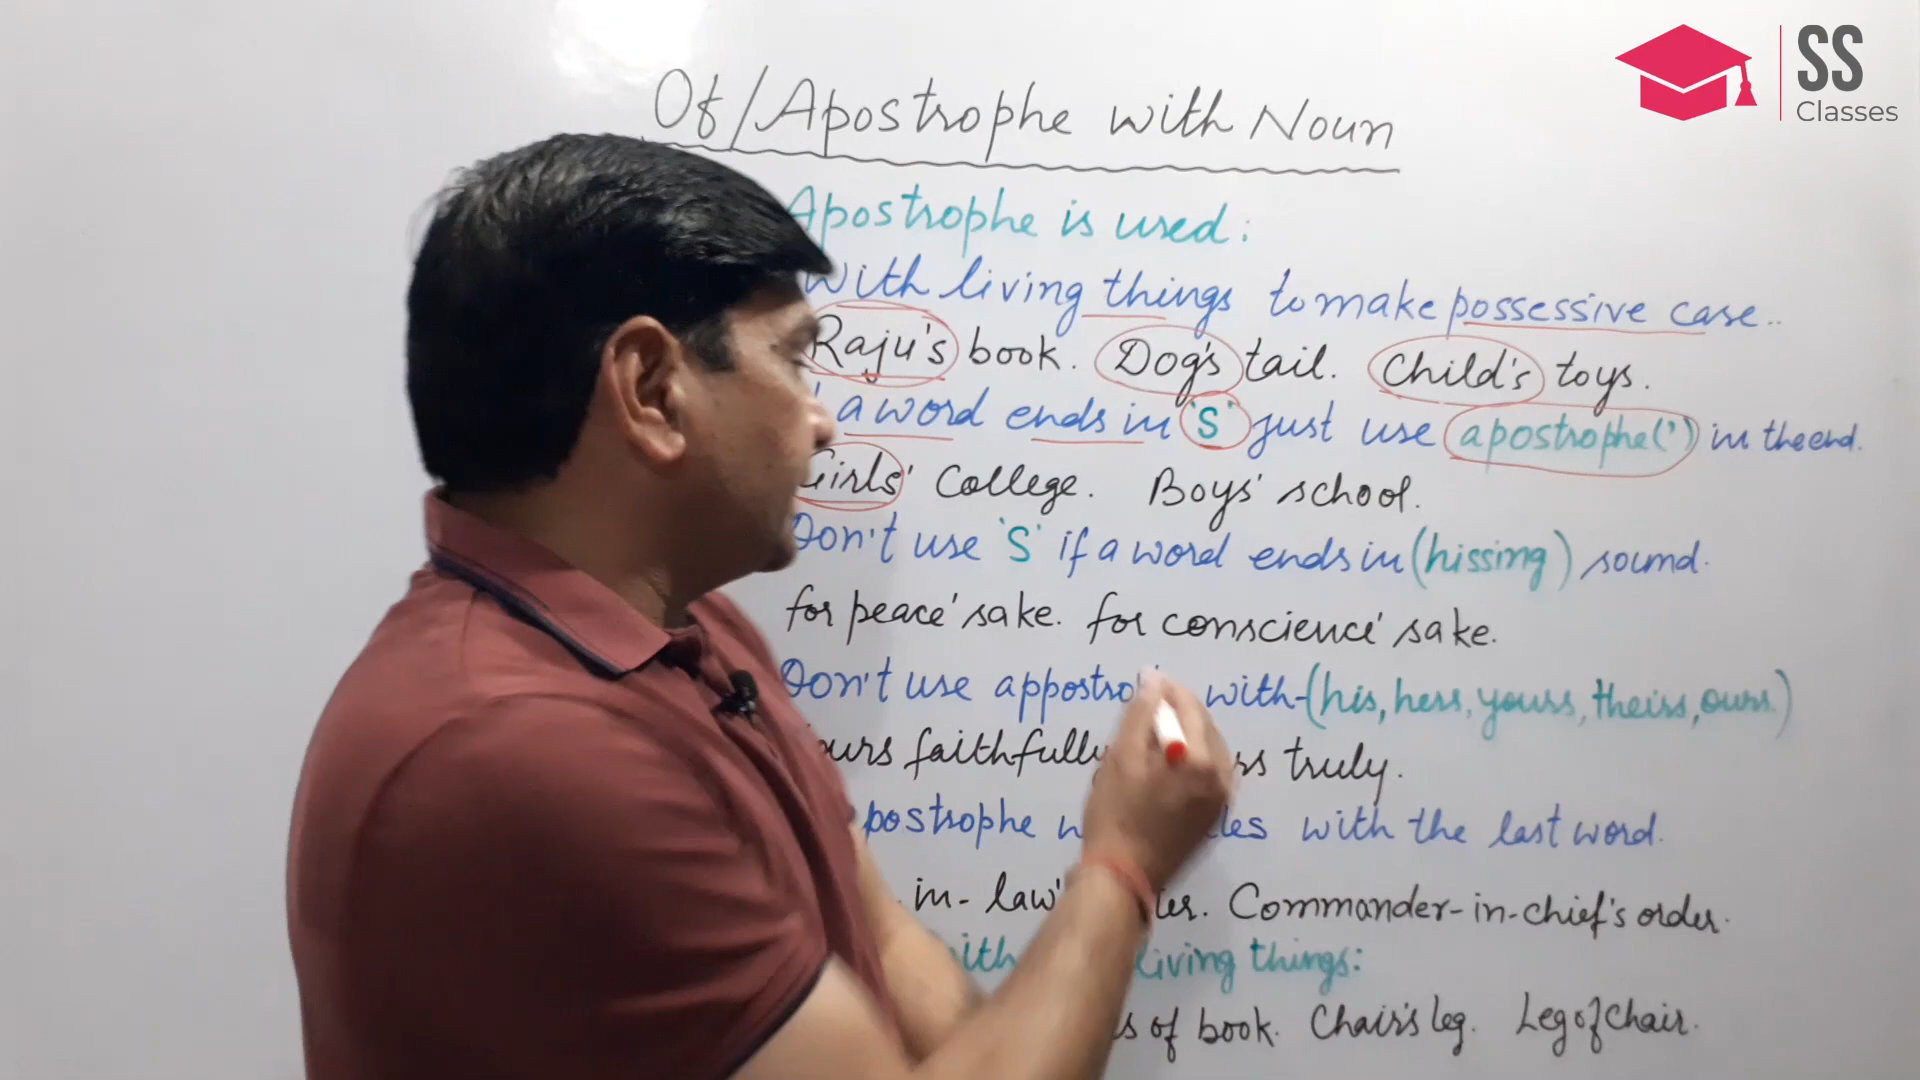 SS
Classes
Of/Apostrophe with Noun
Apostrophe is used:
With living things to make possessive case..
Raju's book. Dog's tail. Child's toys.
a word ends in 'S' just use apostrophe(') in the end.
Girls' College. Boys' school.
Don't use 'S' if a word ends in (hissing) sound.
for peace' sake. for conscience' sake.
Don't use with-(his, hers, yours, theirs, ours.)
faithfully truly.
with the last word.
in-law's Commander-in-chief's order.
living things:
of book. Chair's leg. Leg of chair.